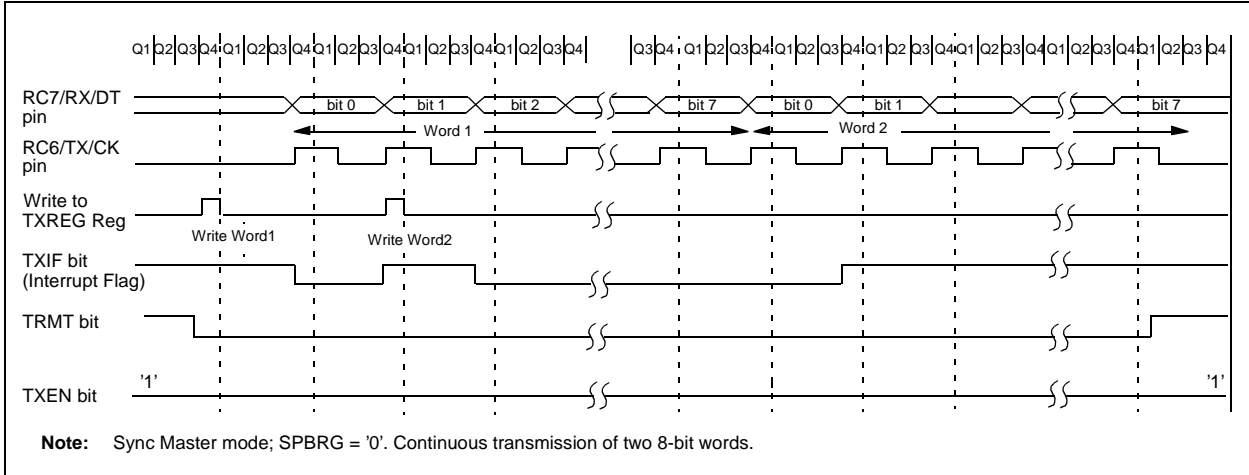 Q1 Q2 Q3 Q4 Q1 Q2 Q3 Q4 Q1 Q2 Q3 Q4 Q1 Q2 Q3 Q4 Q1 Q2 Q3 Q4 Q3 Q4 Q1 Q2 Q3 Q4 Q1 Q2 Q3 Q4 Q1 Q2 Q3 Q4 Q1 Q2 Q3 Q4 Q1 Q2 Q3 Q4 Q1 Q2 Q3 Q4
RC7/RX/DT
pin
bit 0 bit 1 bit 2 bit 7 bit 0 bit 1 bit 7
Word 1 Word 2
RC6/TX/CK
pin
Write to
TXREG Reg
Write Word1 Write Word2
TXIF bit
(Interrupt Flag)
TRMT bit
'1' '1'
TXEN bit
Note: Sync Master mode; SPBRG = '0'. Continuous transmission of two 8-bit words.